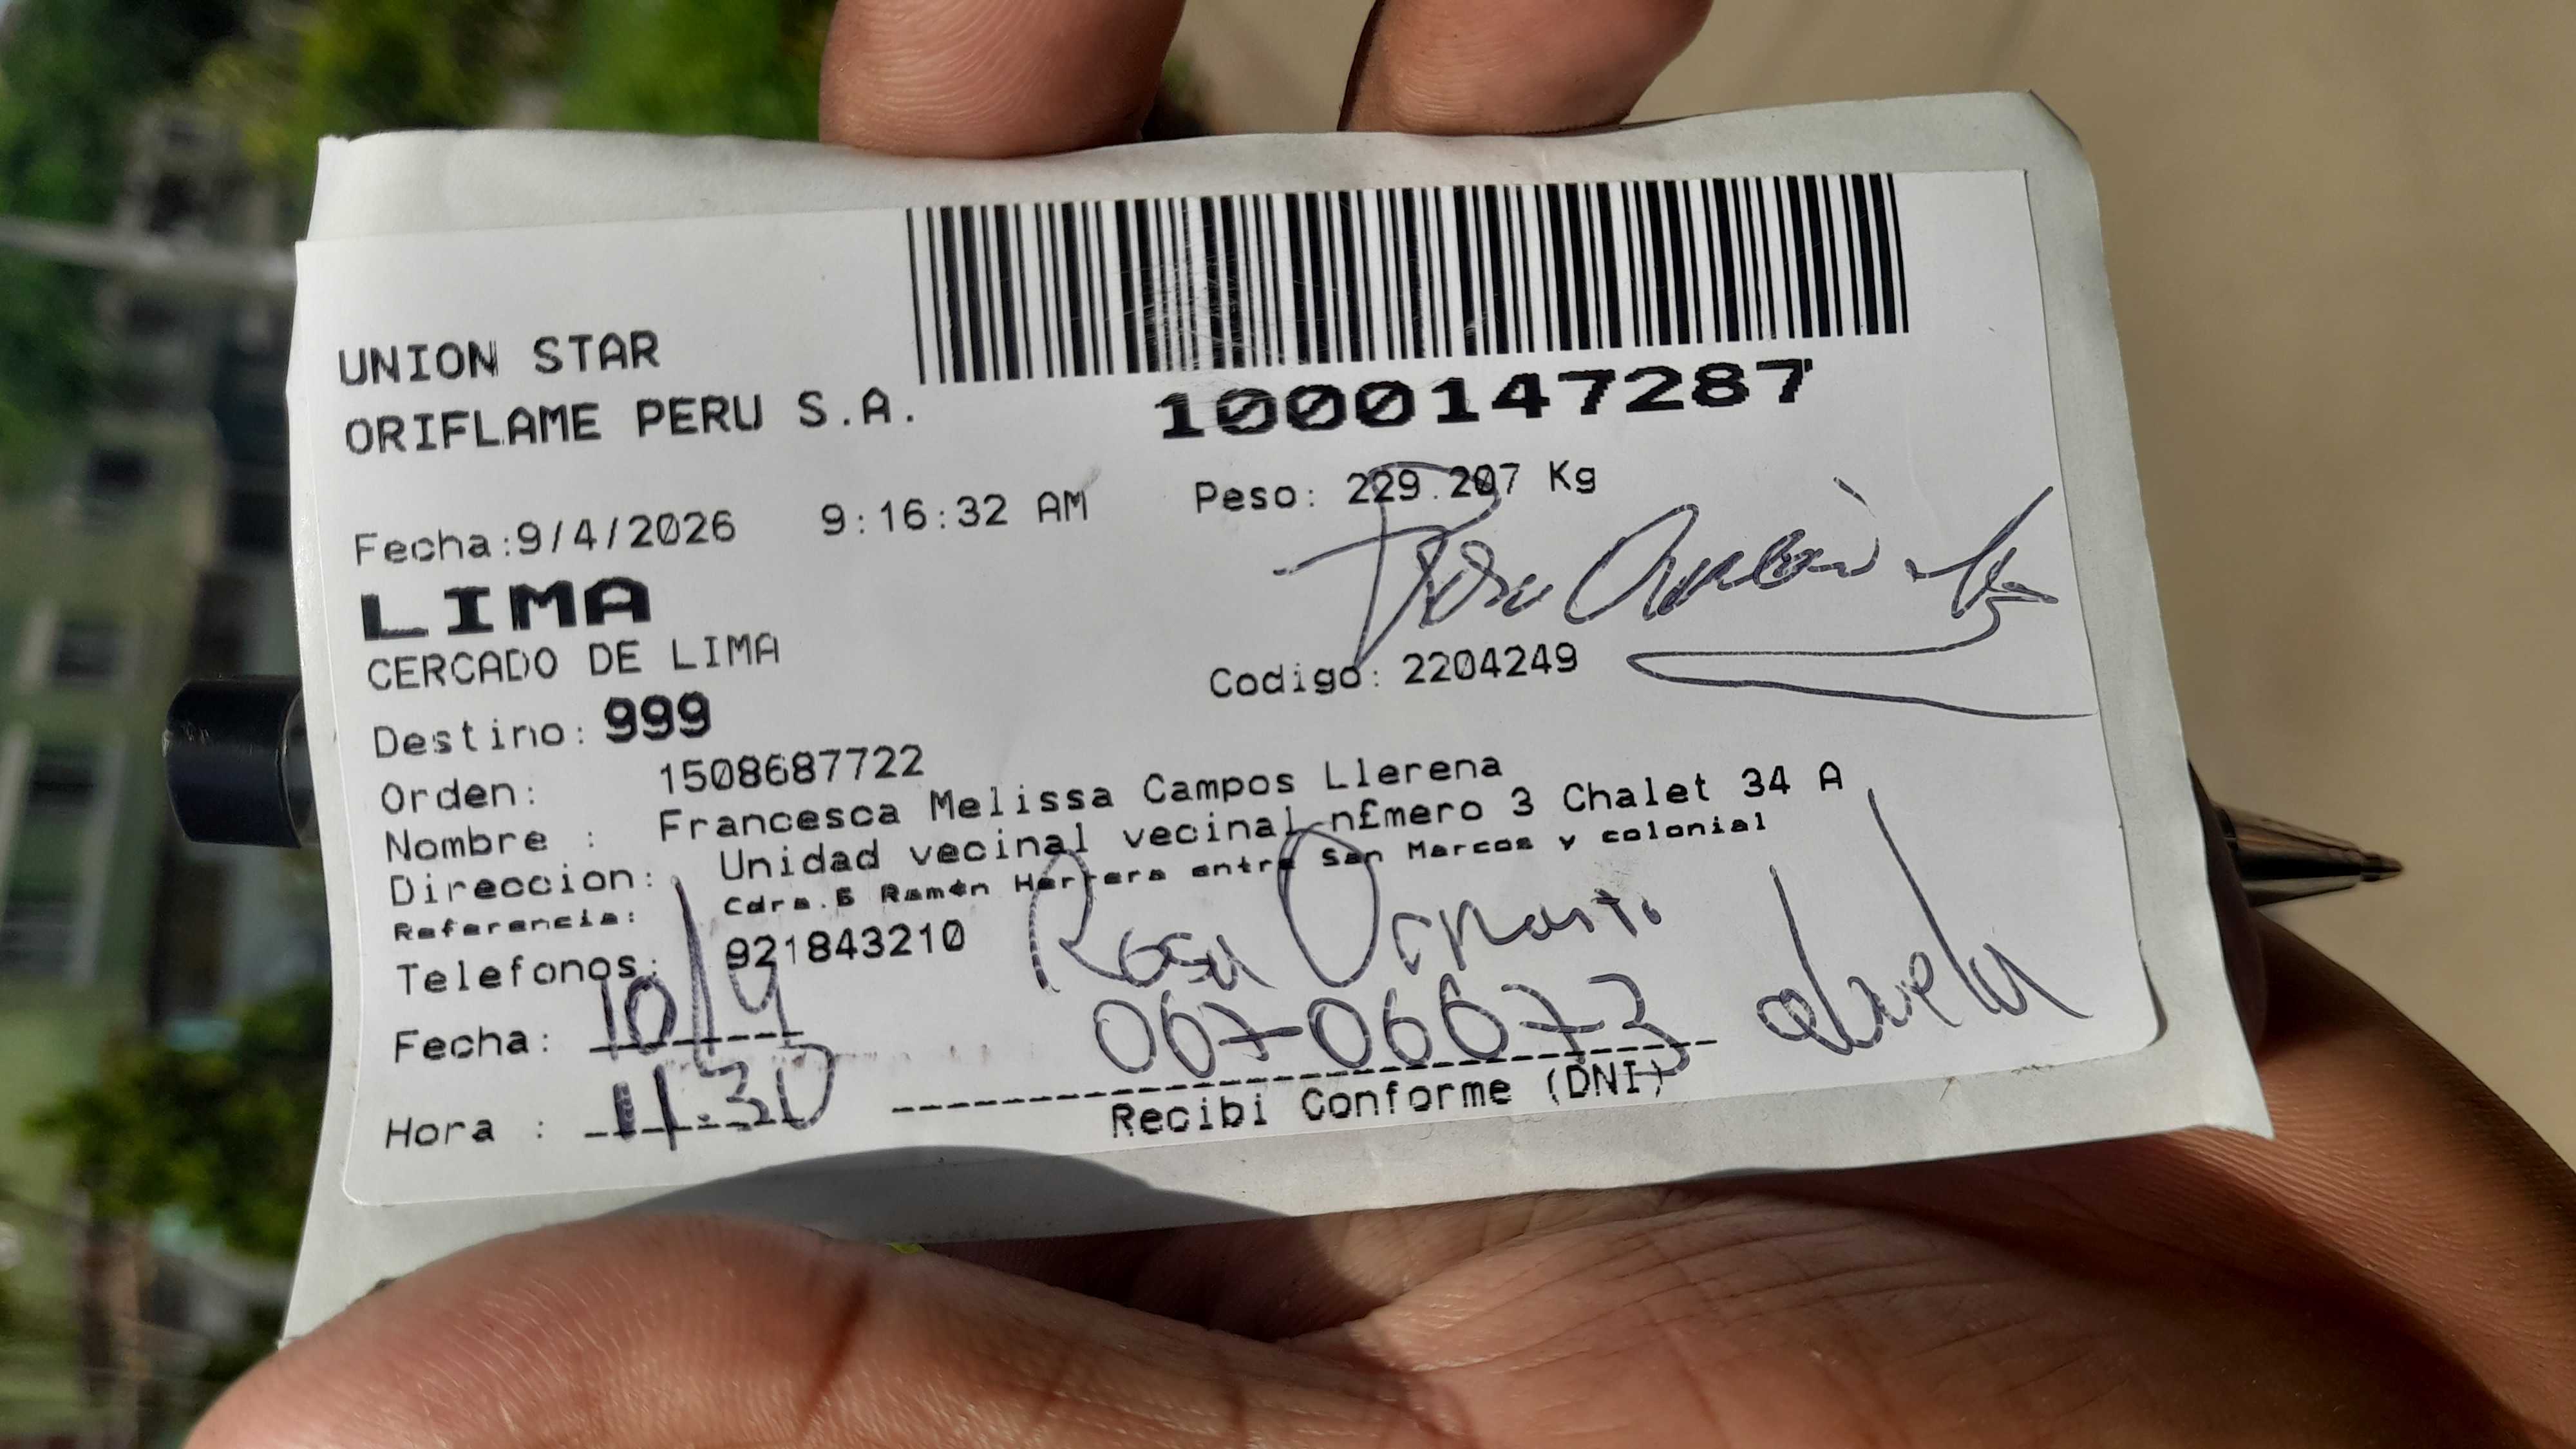 UNION STAR
ORIFLAME PERU S.A.
1000147287
Fecha:9/4/2026 9:16:32 AM Peso: 229.207 Kg
LIMA
CERCADO DE LIMA
Codigo: 2204249
Destino: 999
Orden: 1508687722
Nombre : Francesca Melissa Campos Llerena
Direccion: Unidad vecinal vecinal n£mero 3 Chalet 34 A
Referencia: Cdra.6 Ramón Herrera entre San Marcos y colonial
Telefonos: 921843210
Rosa
Fecha: 10/4
067-06673 abuela
Hora : 11.30
Recibi Conforme (DNI)